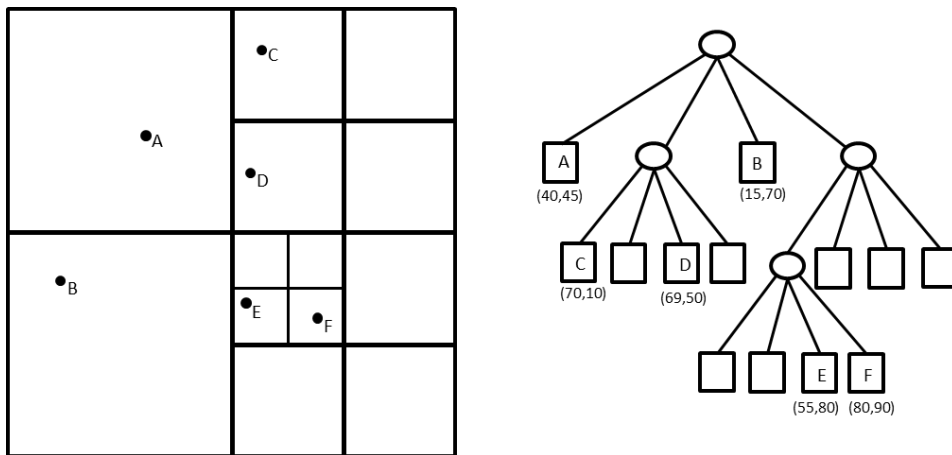 C
A
D
B
E
F
A
(40,45)
B
(15,70)
C
(70,10)
D
(69,50)
E
(55,80)
F
(80,90)